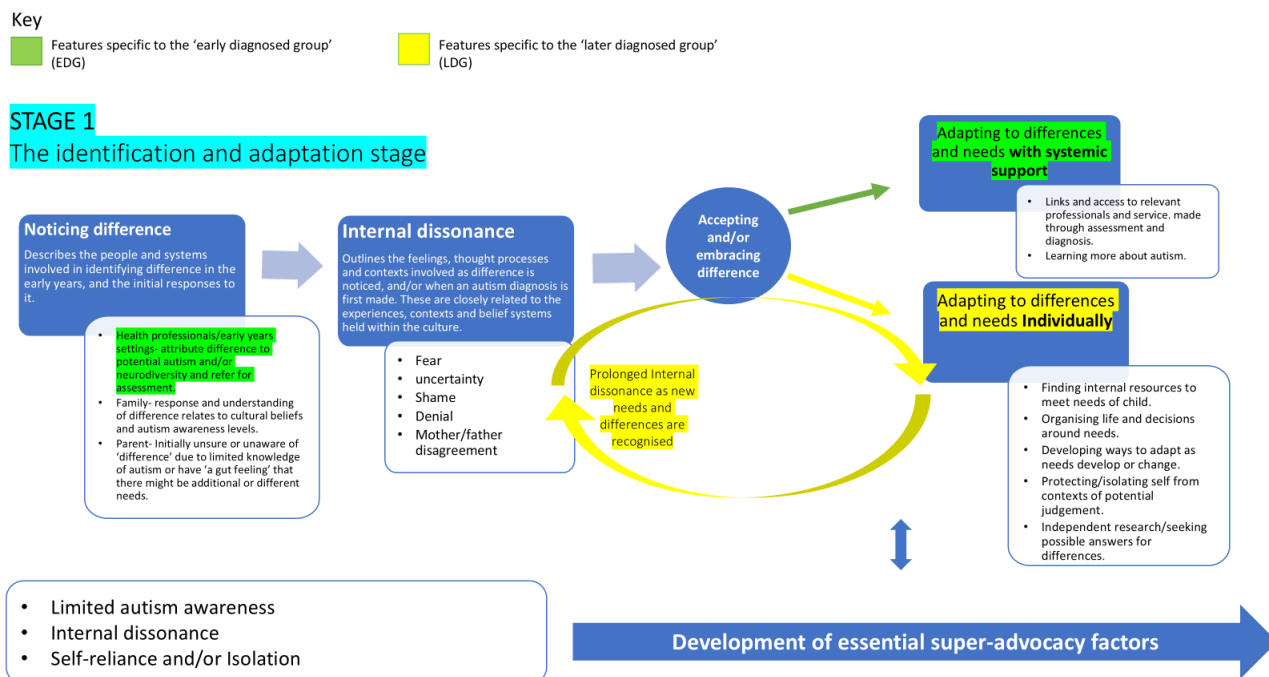 Key
Features specific to the 'early diagnosed group'
(EDG)
Features specific to the 'later diagnosed group'
(LDG)
STAGE 1
The identification and adaptation stage
Noticing difference
Describes the people and systems
involved in identifying difference in the
early years, and the initial responses to
it.
• Health professionals/early years
settings- attribute difference to
potential autism and/or
neurodiversity and refer for
assessment.
• Family- response and understanding
of difference relates to cultural beliefs
and autism awareness levels.
• Parent- Initially unsure or unaware of
'difference' due to limited knowledge
of autism or have 'a gut feeling' that
there might be additional or different
needs.
Internal dissonance
Outlines the feelings, thought processes
and contexts involved as difference is
noticed, and/or when an autism diagnosis is
first made. These are closely related to the
experiences, contexts and belief systems
held within the culture.
• Fear
• uncertainty
• Shame
• Denial
• Mother/father
disagreement
Prolonged Internal
dissonance as new
needs and
differences are
recognised
Accepting
and/or
embracing
difference
Adapting to differences
and needs with systemic
support
• Links and access to relevant
professionals and service. made
through assessment and
diagnosis.
• Learning more about autism.
Adapting to differences
and needs Individually
• Finding internal resources to
meet needs of child.
• Organising life and decisions
around needs.
• Developing ways to adapt as
needs develop or change.
• Protecting/isolating self from
contexts of potential
judgement.
• Independent research/seeking
possible answers for
differences.
• Limited autism awareness
• Internal dissonance
• Self-reliance and/or Isolation
Development of essential super-advocacy factors